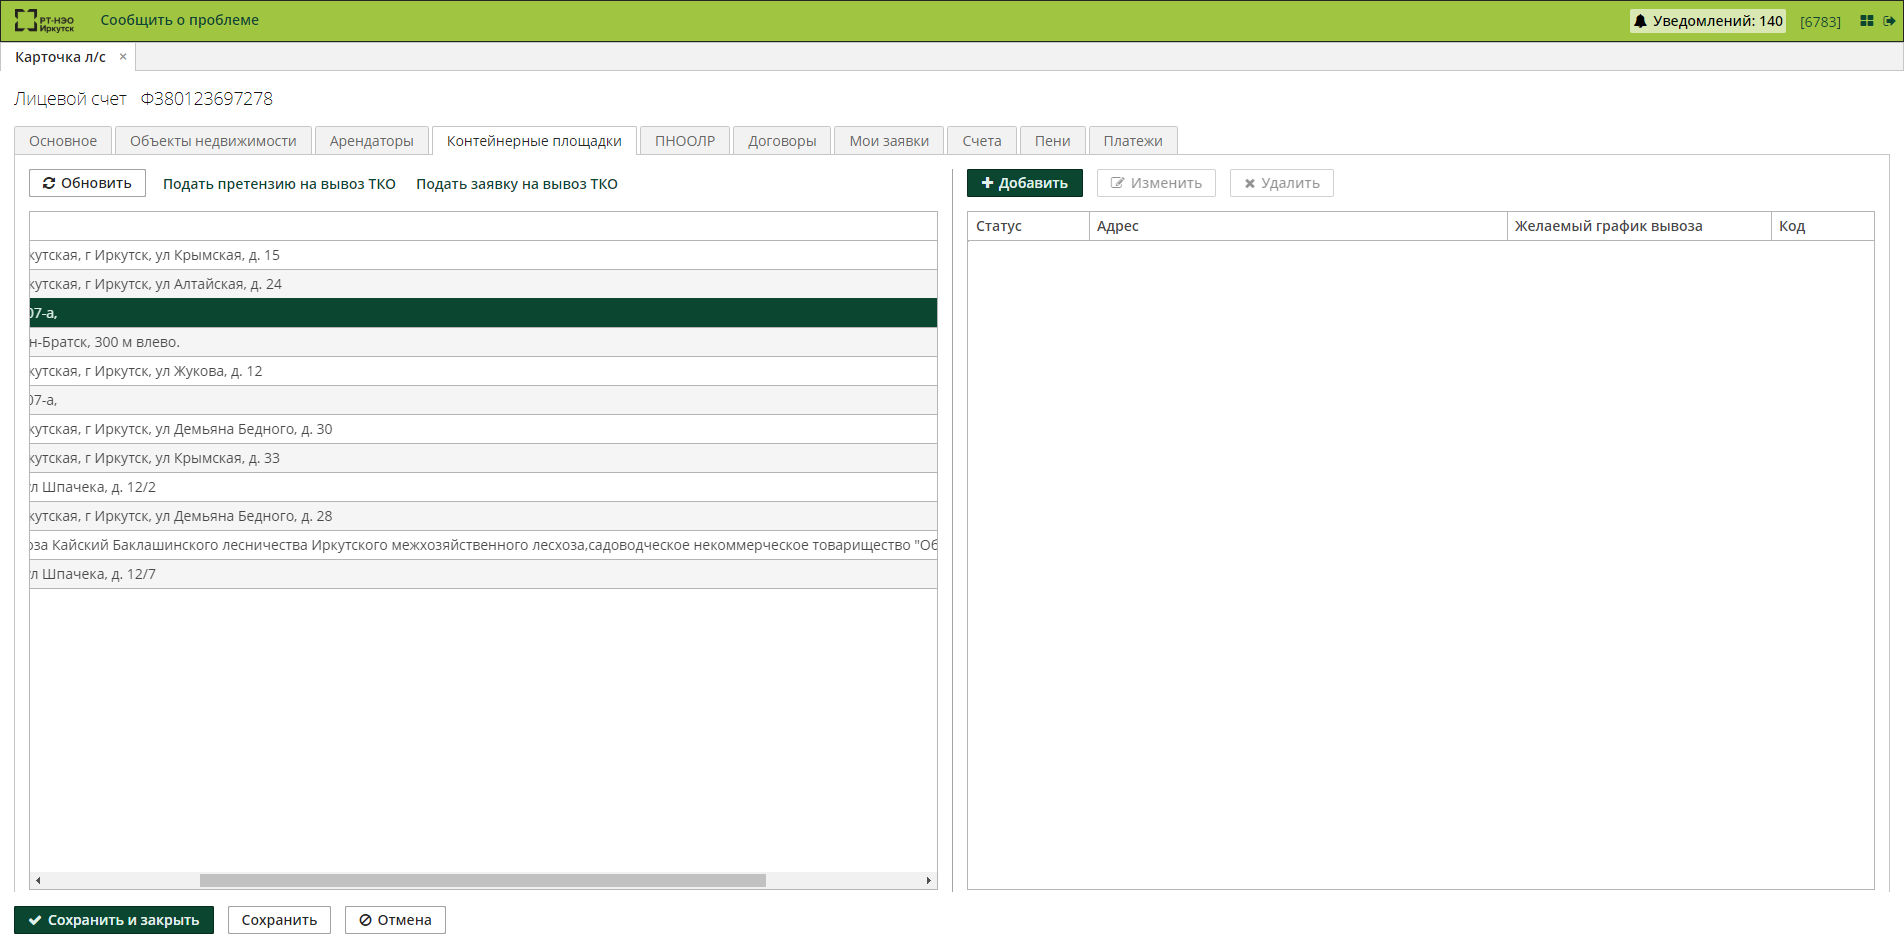 РТ-НЭО
Иркутск
Сообщить о проблеме
Уведомлений: 140
[6783]
Карточка л/с ×
Лицевой счет Ф380123697278
Основное
Объекты недвижимости
Арендаторы
Контейнерные площадки
ПНООЛР
Договоры
Мои заявки
Счета
Пени
Платежи
Обновить
Подать претензию на вывоз ТКО
Подать заявку на вывоз ТКО
Добавить
Изменить
Удалить
Статус
Адрес
Желаемый график вывоза
Код
кутская, г Иркутск, ул Крымская, д. 15
кутская, г Иркутск, ул Алтайская, д. 24
07-а,
н-Братск, 300 м влево.
кутская, г Иркутск, ул Жукова, д. 12
07-а,
кутская, г Иркутск, ул Демьяна Бедного, д. 30
кутская, г Иркутск, ул Крымская, д. 33
ул Шпачека, д. 12/2
кутская, г Иркутск, ул Демьяна Бедного, д. 28
оза Кайский Баклашинского лесничества Иркутского межхозяйственного лесхоза,садоводческое некоммерческое товарищество "Об
ул Шпачека, д. 12/7
Сохранить и закрыть
Сохранить
Отмена